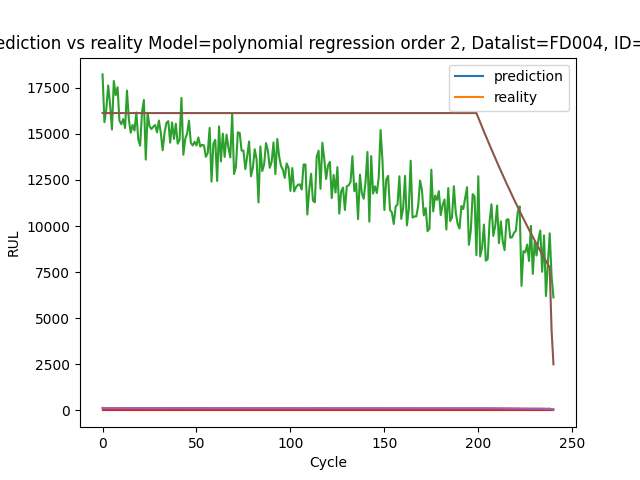 ediction vs reality Model=polynomial regression order 2, Datalist=FD004, ID=
prediction
reality
17500
15000
12500
10000
7500
5000
2500
0
RUL
0 50 100 150 200 250
Cycle